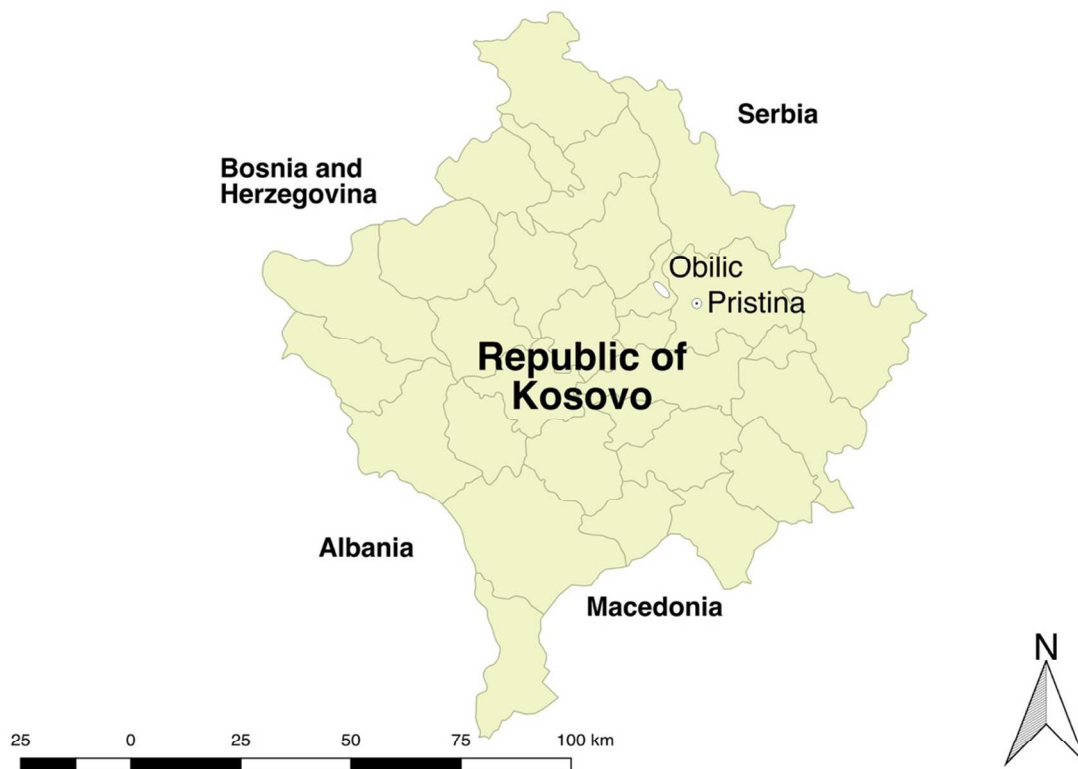 Serbia
Bosnia and
Herzegovina
Obilic
Pristina
Republic of
Kosovo
Albania
Macedonia
N
25 0 25 50 75 100 km